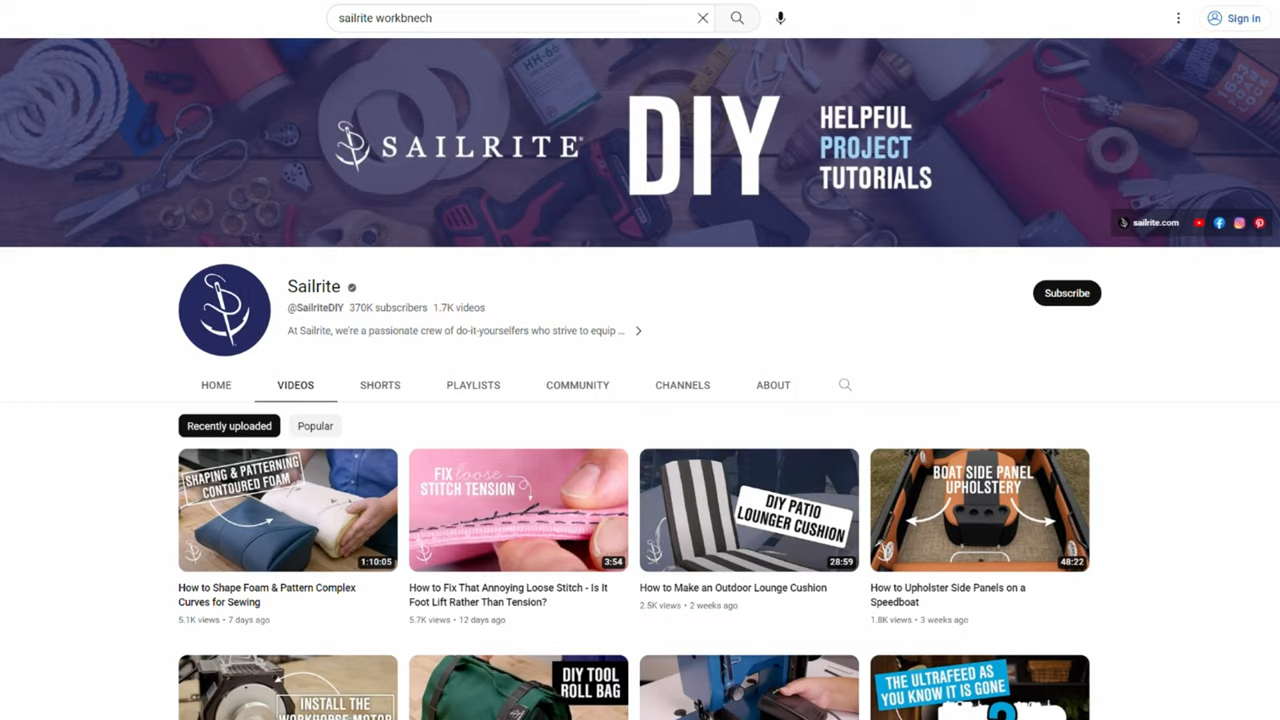 sailrite workbnech
Sign in
HH-66
SAILRITE
DIY
HELPFUL
PROJECT
TUTORIALS
sailrite.com
Sailrite
@SailriteDIY 370K subscribers 1.7K videos
At Sailrite, we're a passionate crew of do-it-yourselfers who strive to equip ...
Subscribe
HOME
VIDEOS
SHORTS
PLAYLISTS
COMMUNITY
CHANNELS
ABOUT
Recently uploaded
Popular
SHAPING & PATTERNING
CONTOURED FOAM
1:10:05
FIX loose
STITCH TENSION
3:54
DIY PATIO
LOUNGER CUSHION
28:59
BOAT SIDE PANEL
UPHOLSTERY
48:22
How to Shape Foam & Pattern Complex
Curves for Sewing
5.1K views • 7 days ago
How to Fix That Annoying Loose Stitch - Is It
Foot Lift Rather Than Tension?
5.7K views • 12 days ago
How to Make an Outdoor Lounge Cushion
2.5K views • 2 weeks ago
How to Upholster Side Panels on a
Speedboat
1.8K views • 3 weeks ago
INSTALL THE
WORKHORSE MOTOR
DIY TOOL
ROLL BAG
THE ULTRAFEED AS
YOU KNOW IT IS GONE
?